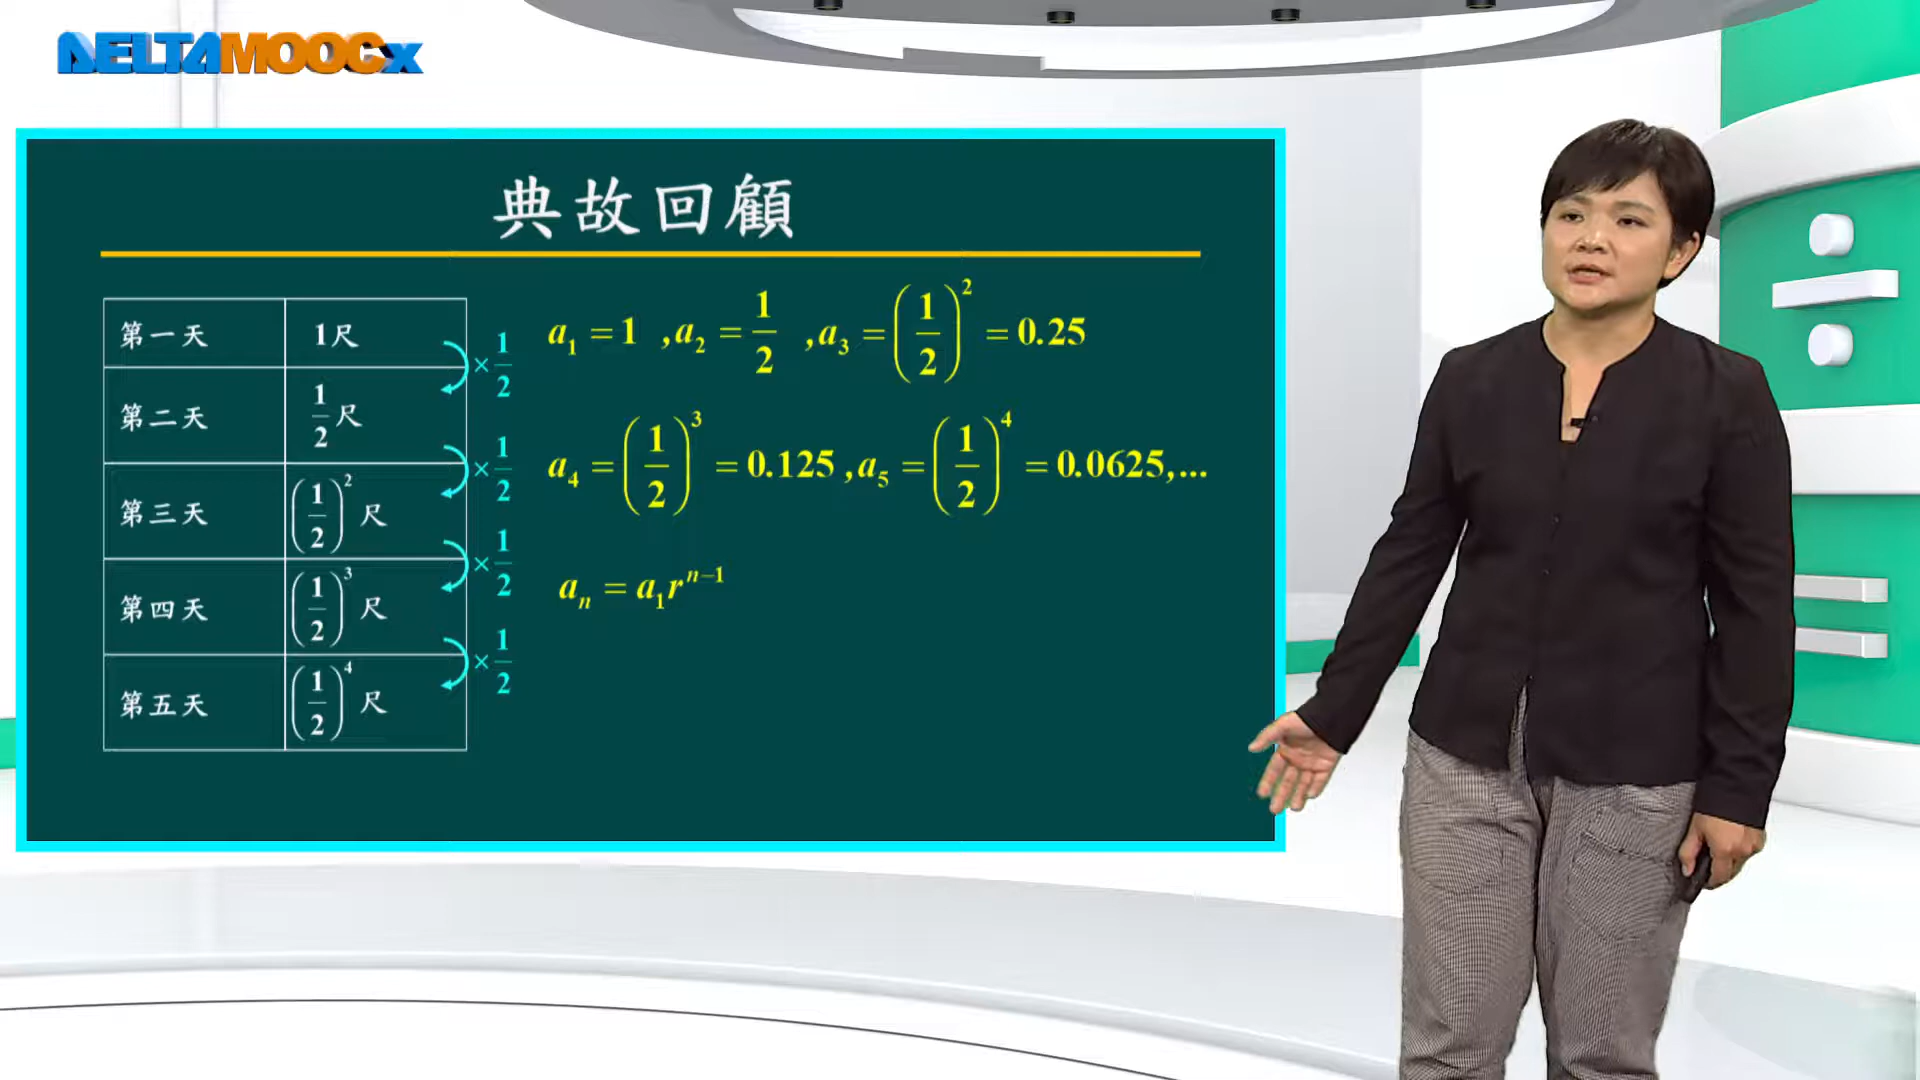 DELTAMOOCx
典故回顧
第一天 1尺
第二天 1/2 尺
第三天 (1/2)^2 尺
第四天 (1/2)^3 尺
第五天 (1/2)^4 尺
×1/2
×1/2
×1/2
×1/2
a_1 = 1 , a_2 = 1/2 , a_3 = (1/2)^2 = 0.25
a_4 = (1/2)^3 = 0.125 , a_5 = (1/2)^4 = 0.0625,...
a_n = a_1 r^{n-1}